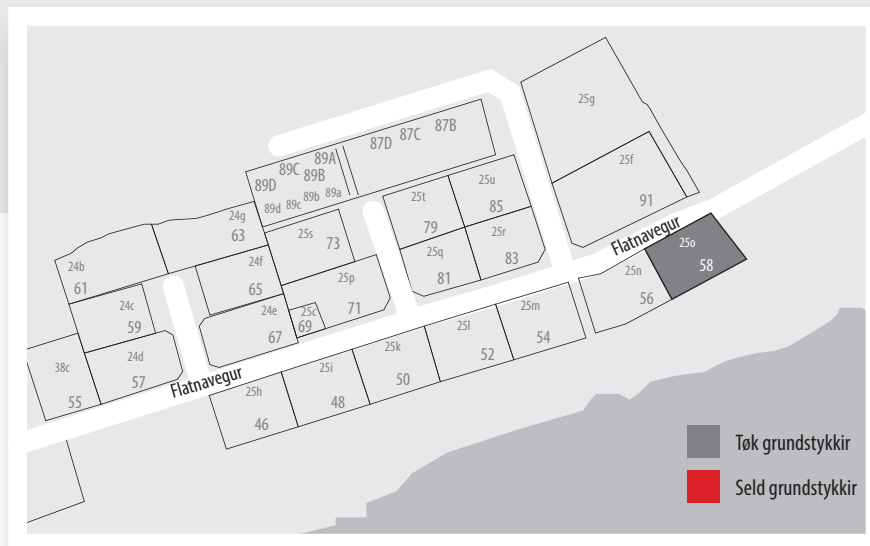 25g
25f
91
87B
87C
87D
89A
89C
89B
89D
89a
89b
89c
89d
25u
85
25t
79
25r
83
25q
81
24g
63
25s
73
24b
61
24f
65
25p
71
24c
59
24e
67
25c
69
38c
55
24d
57
Flatnavegur
Flatnavegur
25o
58
25n
56
25m
54
25l
52
25k
50
25i
48
25h
46
Tøk grundstykkir
Seld grundstykkir